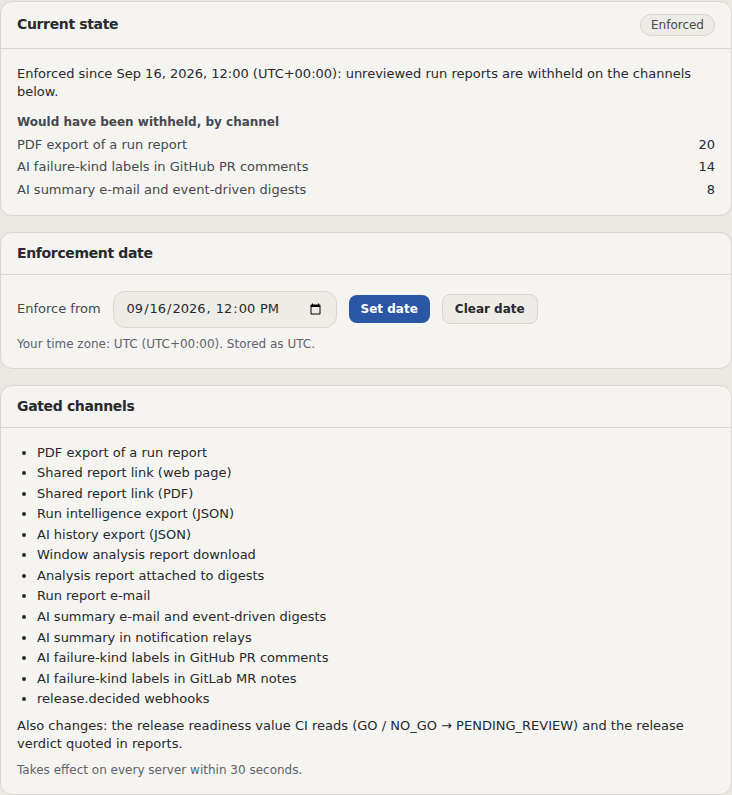 Current state
Enforced
Enforced since Sep 16, 2026, 12:00 (UTC+00:00): unreviewed run reports are withheld on the channels
below.
Would have been withheld, by channel
PDF export of a run report 20
AI failure-kind labels in GitHub PR comments 14
AI summary e-mail and event-driven digests 8
Enforcement date
Enforce from 09/16/2026, 12:00 PM Set date Clear date
Your time zone: UTC (UTC+00:00). Stored as UTC.
Gated channels
• PDF export of a run report
• Shared report link (web page)
• Shared report link (PDF)
• Run intelligence export (JSON)
• AI history export (JSON)
• Window analysis report download
• Analysis report attached to digests
• Run report e-mail
• AI summary e-mail and event-driven digests
• AI summary in notification relays
• AI failure-kind labels in GitHub PR comments
• AI failure-kind labels in GitLab MR notes
• release.decided webhooks
Also changes: the release readiness value CI reads (GO / NO_GO → PENDING_REVIEW) and the release
verdict quoted in reports.
Takes effect on every server within 30 seconds.